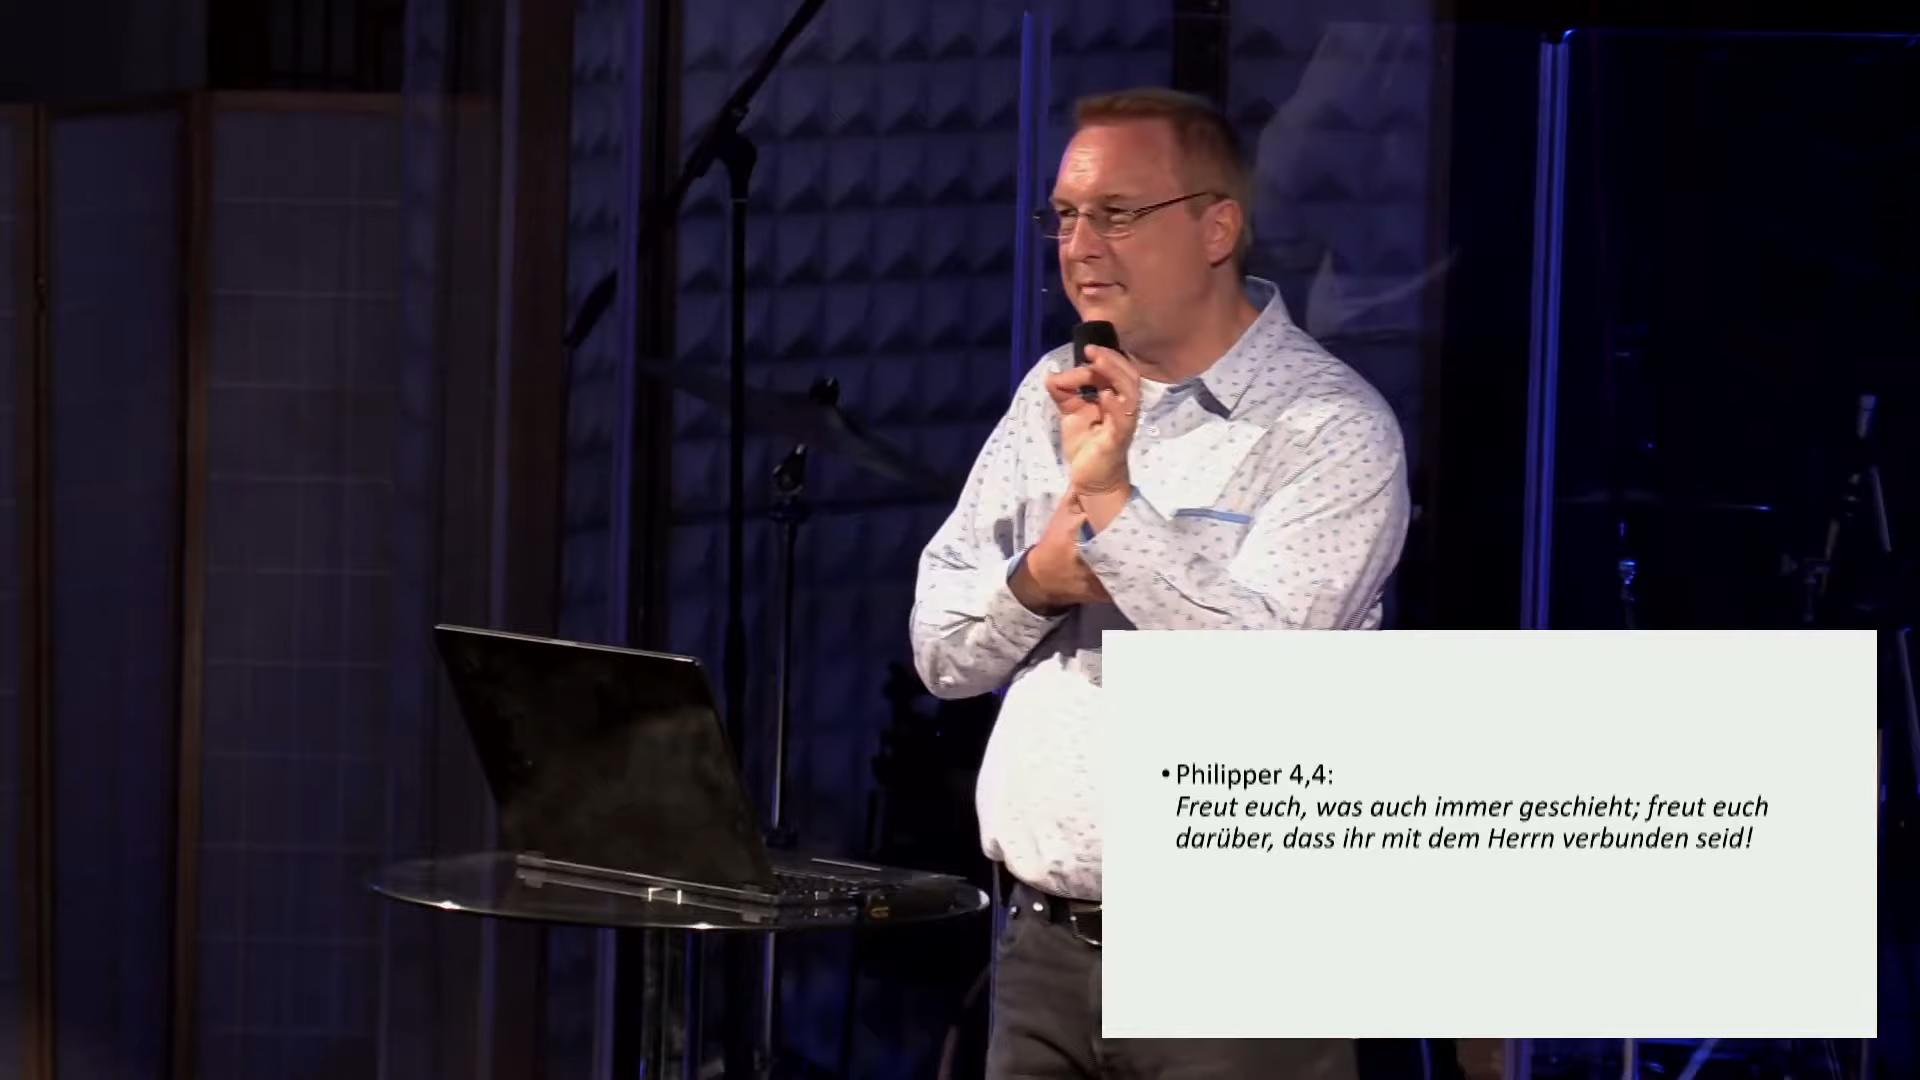 • Philipper 4,4:
Freut euch, was auch immer geschieht; freut euch
darüber, dass ihr mit dem Herrn verbunden seid!